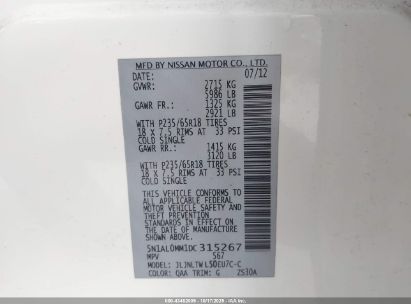 MFD BY NISSAN MOTOR CO., LTD.
DATE: 07/12
GVWR: 2715 KG
5986 LB
GAWR FR.: 1325 KG
2921 LB
WITH P235/65R18 TIRES
18 X 7.5 RIMS AT 33 PSI
COLD SINGLE
GAWR RR.: 1415 KG
3120 LB
WITH P235/65R18 TIRES
18 X 7.5 RIMS AT 33 PSI
COLD SINGLE
THIS VEHICLE CONFORMS TO
ALL APPLICABLE FEDERAL
MOTOR VEHICLE SAFETY AND
THEFT PREVENTION
STANDARDS IN EFFECT ON
THE DATE OF MANUFACTURE
SHOWN ABOVE.
5N1AL0MM1DC315267
MPV 567
MODEL: JLJNLTWL50EU7C-C
COLOR: QAA TRIM: G ZS30A